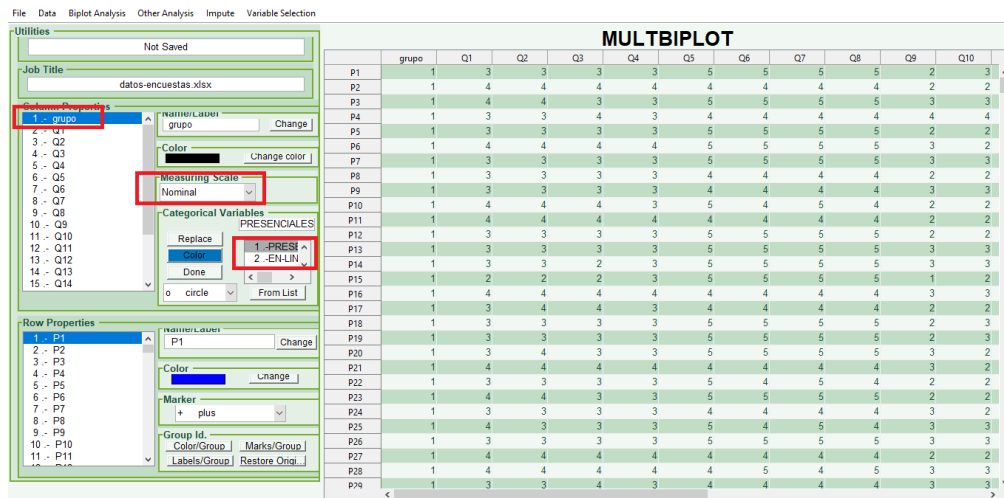 File Data Biplot Analysis Other Analysis Impute Variable Selection
Utilities
Not Saved
Job Title
datos-encuestas.xlsx
Column Properties
1 .- grupo
2 .- Q1
3 .- Q2
4 .- Q3
5 .- Q4
6 .- Q5
7 .- Q6
8 .- Q7
9 .- Q8
10 .- Q9
11 .- Q10
12 .- Q11
13 .- Q12
14 .- Q13
15 .- Q14
Name/Label
grupo Change
Color
Change color
Measuring Scale
Nominal
Categorical Variables
PRESENCIALES
Replace
Color
Done
1 .-PRESE
2 .-EN-LIN
o circle
From List
Row Properties
1 .- P1
2 .- P2
3 .- P3
4 .- P4
5 .- P5
6 .- P6
7 .- P7
8 .- P8
9 .- P9
10 .- P10
11 .- P11
Name/Label
P1 Change
Color
Change
Marker
+ plus
Group Id.
Color/Group Marks/Group
Labels/Group Restore Origi...
MULTBIPLOT
grupo Q1 Q2 Q3 Q4 Q5 Q6 Q7 Q8 Q9 Q10
P1 1 3 3 3 3 5 5 5 5 2 3
P2 1 4 4 4 4 4 4 4 4 2 2
P3 1 4 4 3 3 5 5 5 5 3 3
P4 1 3 3 4 3 4 4 4 4 4 4
P5 1 3 3 3 3 5 5 5 5 2 2
P6 1 4 4 4 4 5 5 5 5 3 2
P7 1 3 3 3 3 5 5 5 5 3 3
P8 1 3 3 3 3 5 5 4 4 2 2
P9 1 3 3 3 3 4 4 4 4 3 3
P10 1 4 4 4 3 5 4 5 4 2 2
P11 1 4 4 4 4 4 4 4 4 2 2
P12 1 3 3 3 3 5 5 5 5 2 2
P13 1 3 3 3 3 5 5 5 5 3 3
P14 1 3 3 2 3 5 5 5 5 3 3
P15 1 2 2 2 3 5 5 5 5 1 2
P16 1 4 4 4 4 4 4 4 4 3 3
P17 1 3 4 4 3 4 4 4 4 2 2
P18 1 3 3 3 3 5 5 5 5 2 3
P19 1 3 3 3 3 5 5 5 5 2 3
P20 1 3 4 3 3 5 5 5 5 3 2
P21 1 4 4 4 4 4 4 4 4 3 2
P22 1 3 3 3 3 5 4 5 4 2 2
P23 1 4 4 3 3 5 5 5 5 2 2
P24 1 3 3 3 3 4 4 4 4 3 2
P25 1 4 3 3 3 5 4 5 4 3 3
P26 1 3 3 3 3 5 5 5 5 3 3
P27 1 4 4 4 4 4 4 4 4 2 2
P28 1 4 4 4 4 4 5 4 5 3 3
P29 1 3 3 4 3 4 4 4 4 3 3